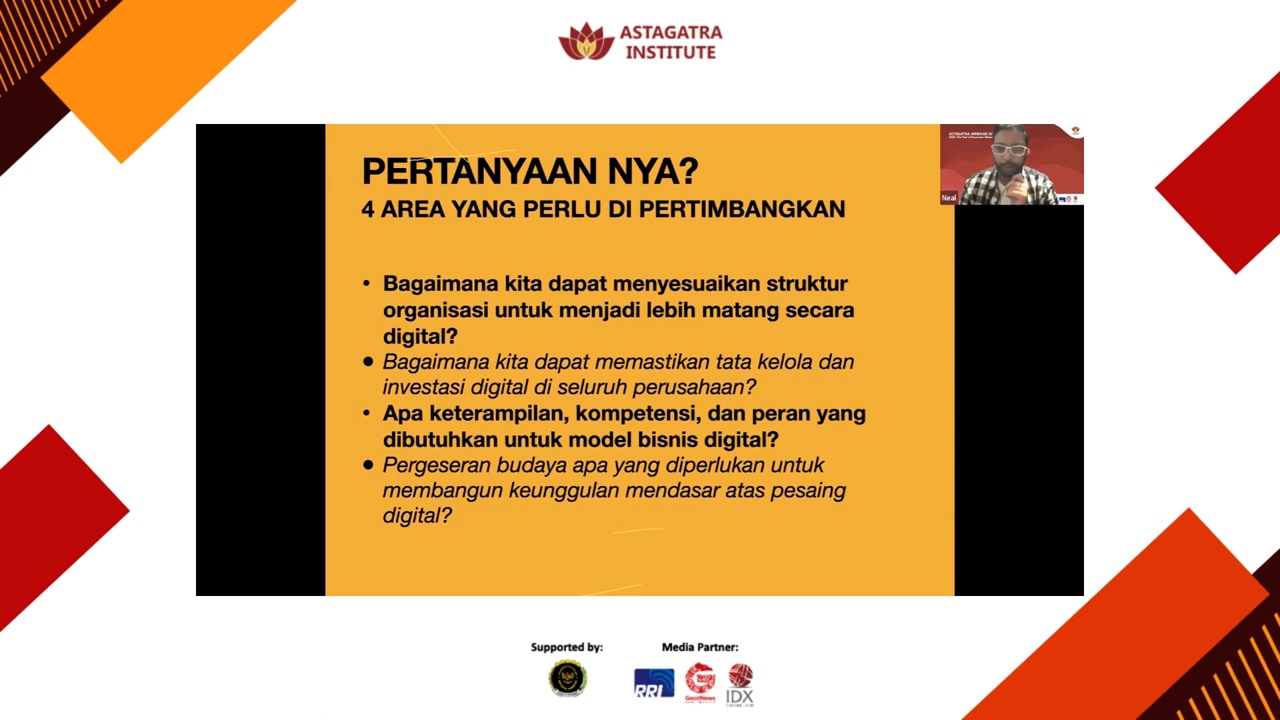 ASTAGATRA
INSTITUTE
PERTANYAAN NYA?
4 AREA YANG PERLU DI PERTIMBANGKAN
• Bagaimana kita dapat menyesuaikan struktur
organisasi untuk menjadi lebih matang secara
digital?
● Bagaimana kita dapat memastikan tata kelola dan
investasi digital di seluruh perusahaan?
• Apa keterampilan, kompetensi, dan peran yang
dibutuhkan untuk model bisnis digital?
● Pergeseran budaya apa yang diperlukan untuk
membangun keunggulan mendasar atas pesaing
digital?
Neal
Supported by:
Media Partner:
RRI
IDX